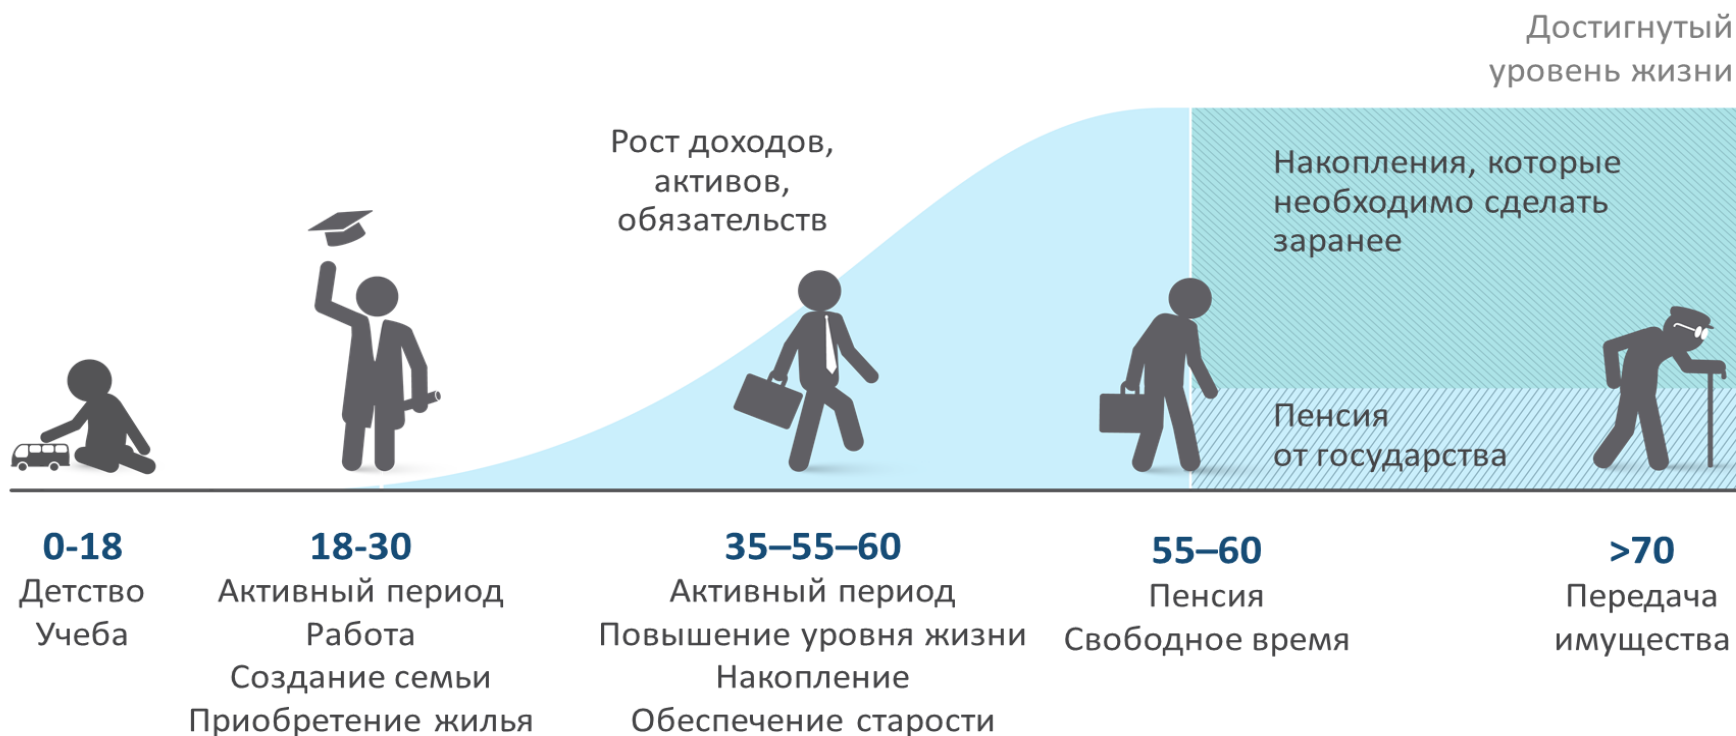 Достигнутый
уровень жизни
Рост доходов,
активов,
обязательств
Накопления, которые
необходимо сделать
заранее
Пенсия
от государства
0-18
Детство
Учеба
18-30
Активный период
Работа
Создание семьи
Приобретение жилья
35–55–60
Активный период
Повышение уровня жизни
Накопление
Обеспечение старости
55–60
Пенсия
Свободное время
>70
Передача
имущества